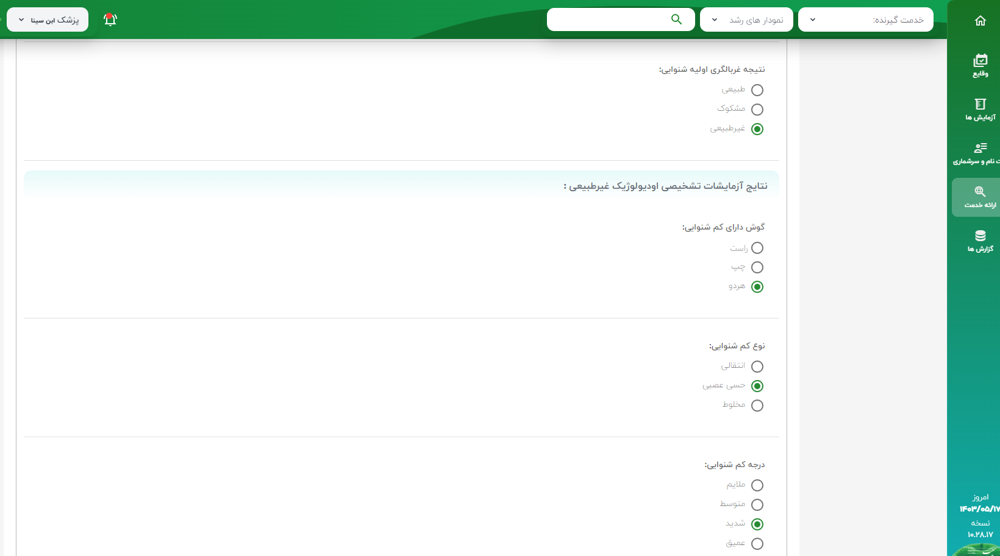 خدمت گیرنده:
نمودار های رشد
پزشک ابن سینا
وقایع
آزمایش ها
ت نام و سرشماری
ارائه خدمت
گزارش ها
امروز
۱۴۰۳/۰۵/۱۷
نسخه
۱۰.۲۸.۱۷
نتیجه غربالگری اولیه شنوایی:
طبیعی
مشکوک
غیرطبیعی
نتایج آزمایشات تشخیصی اودیولوژیک غیرطبیعی :
گوش دارای کم شنوایی:
راست
چپ
هردو
نوع کم شنوایی:
انتقالی
حسی عصبی
مخلوط
درجه کم شنوایی:
ملایم
متوسط
شدید
عمیق